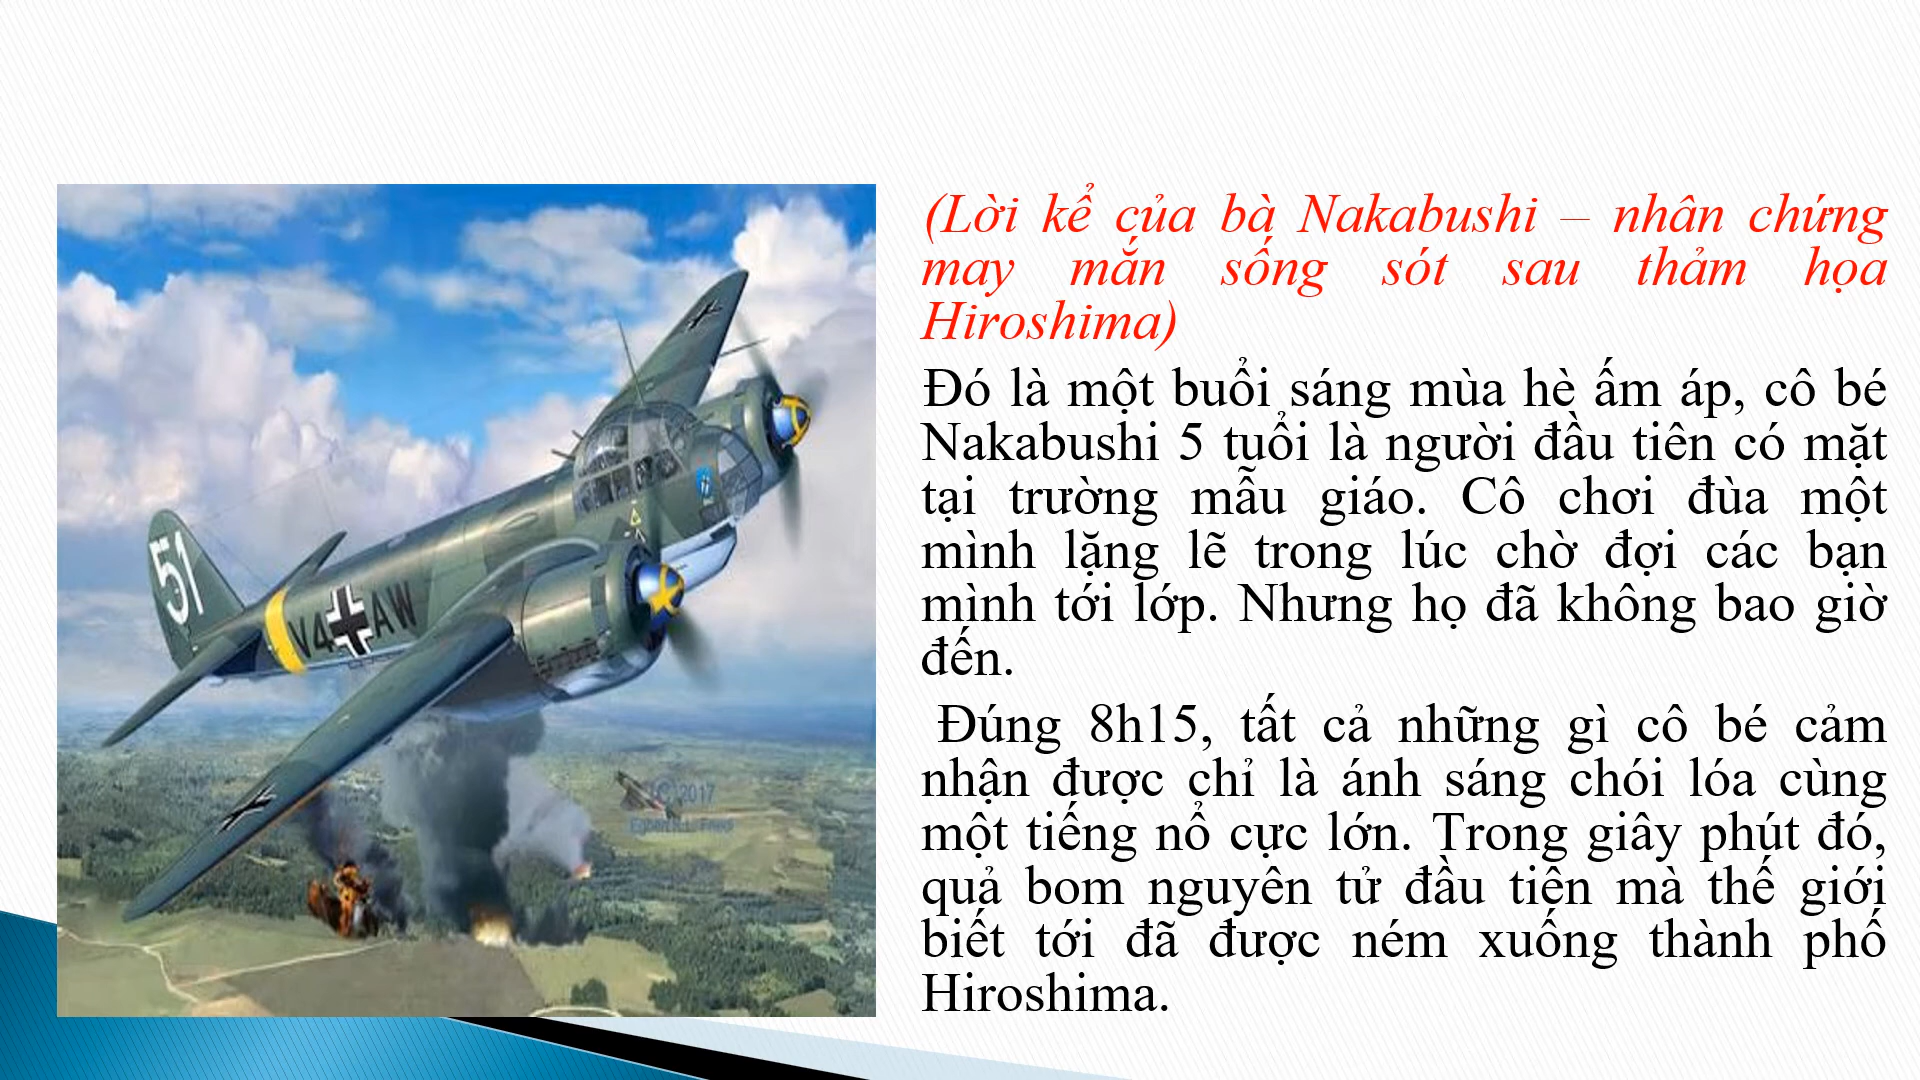 (Lời kể của bà Nakabushi – nhân chứng
may mắn sống sót sau thảm họa
Hiroshima)
Đó là một buổi sáng mùa hè ấm áp, cô bé
Nakabushi 5 tuổi là người đầu tiên có mặt
tại trường mẫu giáo. Cô chơi đùa một
mình lặng lẽ trong lúc chờ đợi các bạn
mình tới lớp. Nhưng họ đã không bao giờ
đến.
Đúng 8h15, tất cả những gì cô bé cảm
nhận được chỉ là ánh sáng chói lóa cùng
một tiếng nổ cực lớn. Trong giây phút đó,
quả bom nguyên tử đầu tiên mà thế giới
biết tới đã được ném xuống thành phố
Hiroshima.
51
V4 AW
(C) 2017